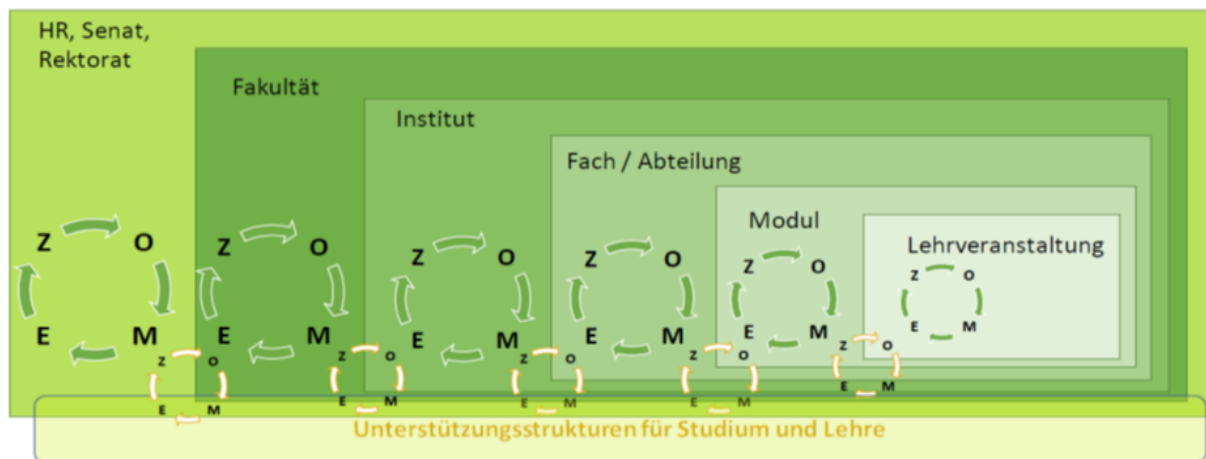 HR, Senat,
Rektorat
Fakultät
Institut
Fach / Abteilung
Modul
Lehrveranstaltung
Z O
M E
Z O
M E
Z O
M E
Z O
M E
Z O
M E
Z O
M E
Z O
M E
Z O
M E
Z O
M E
Z O
M E
Z O
M E
Unterstützungsstrukturen für Studium und Lehre